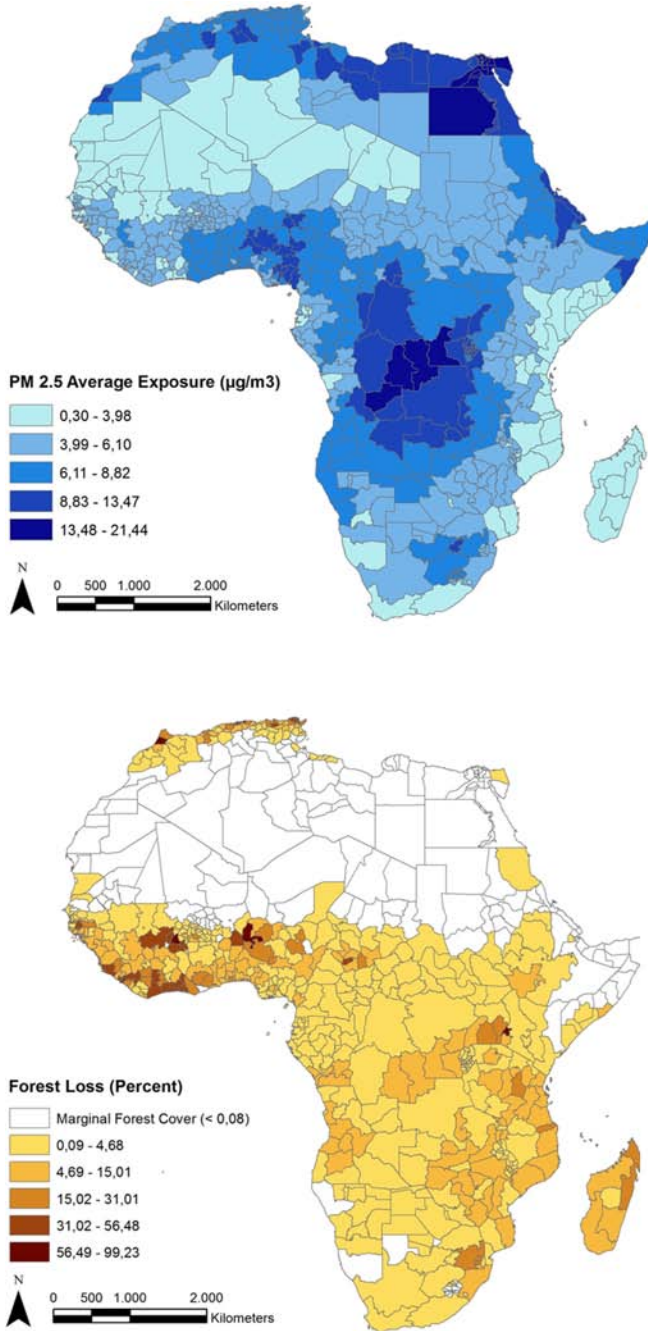 PM 2.5 Average Exposure (µg/m3)
0,30 - 3,98
3,99 - 6,10
6,11 - 8,82
8,83 - 13,47
13,48 - 21,44
N
0 500 1.000 2.000
Kilometers
Forest Loss (Percent)
Marginal Forest Cover (< 0,08)
0,09 - 4,68
4,69 - 15,01
15,02 - 31,01
31,02 - 56,48
56,49 - 99,23
N
0 500 1.000 2.000
Kilometers